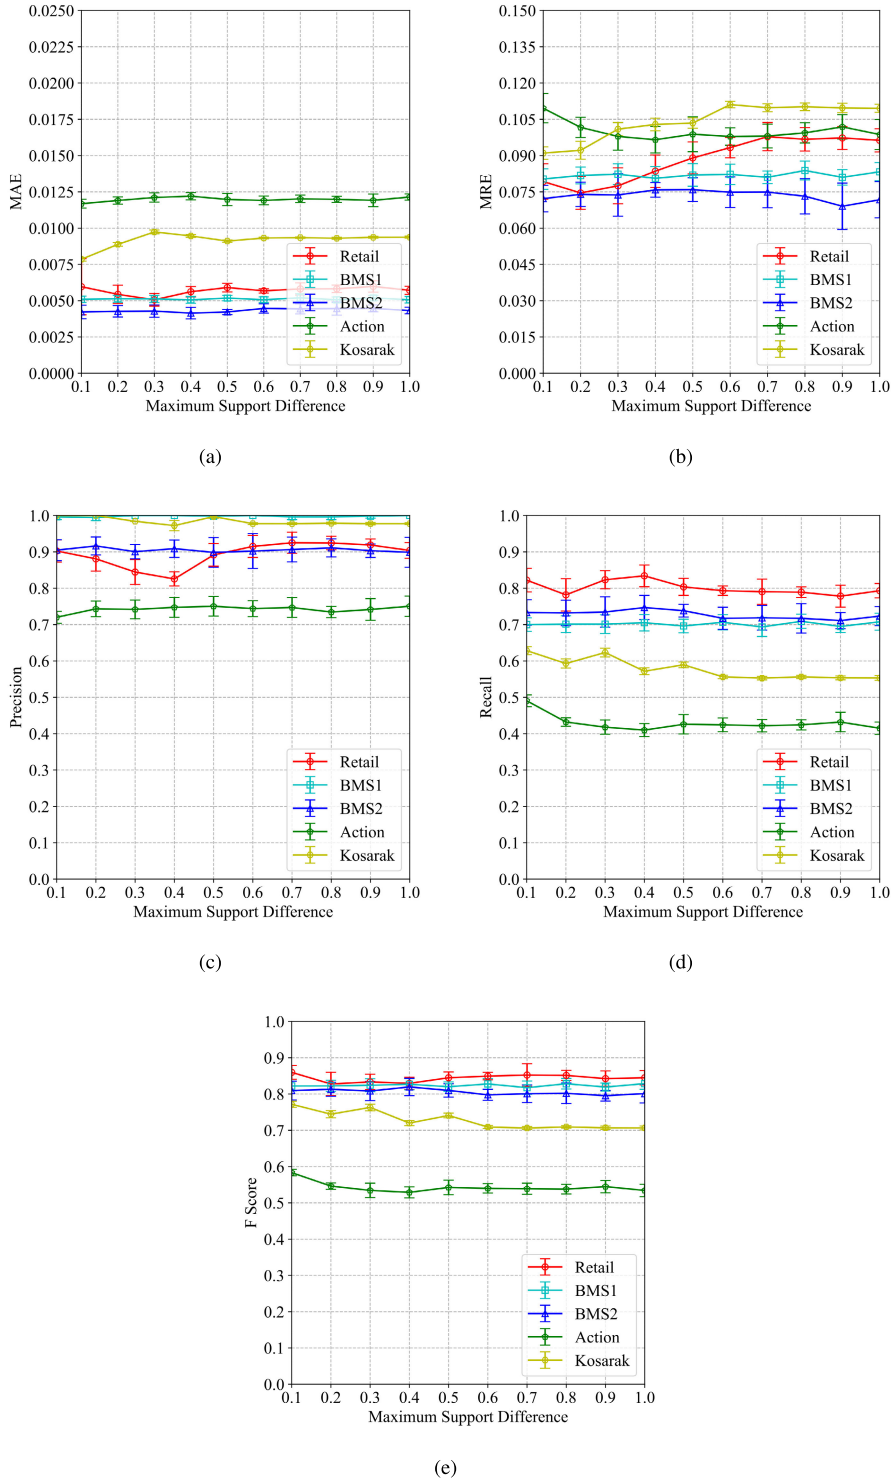 0.0250
0.0225
0.0200
0.0175
0.0150
0.0125
0.0100
0.0075
0.0050
0.0025
0.0000
MAE
0.1 0.2 0.3 0.4 0.5 0.6 0.7 0.8 0.9 1.0
Maximum Support Difference
Retail
BMS1
BMS2
Action
Kosarak
(a)
0.150
0.135
0.120
0.105
0.090
0.075
0.060
0.045
0.030
0.015
0.000
MRE
0.1 0.2 0.3 0.4 0.5 0.6 0.7 0.8 0.9 1.0
Maximum Support Difference
Retail
BMS1
BMS2
Action
Kosarak
(b)
1.0
0.9
0.8
0.7
0.6
0.5
0.4
0.3
0.2
0.1
0.0
Precision
0.1 0.2 0.3 0.4 0.5 0.6 0.7 0.8 0.9 1.0
Maximum Support Difference
Retail
BMS1
BMS2
Action
Kosarak
(c)
1.0
0.9
0.8
0.7
0.6
0.5
0.4
0.3
0.2
0.1
0.0
Recall
0.1 0.2 0.3 0.4 0.5 0.6 0.7 0.8 0.9 1.0
Maximum Support Difference
Retail
BMS1
BMS2
Action
Kosarak
(d)
1.0
0.9
0.8
0.7
0.6
0.5
0.4
0.3
0.2
0.1
0.0
F Score
0.1 0.2 0.3 0.4 0.5 0.6 0.7 0.8 0.9 1.0
Maximum Support Difference
Retail
BMS1
BMS2
Action
Kosarak
(e)